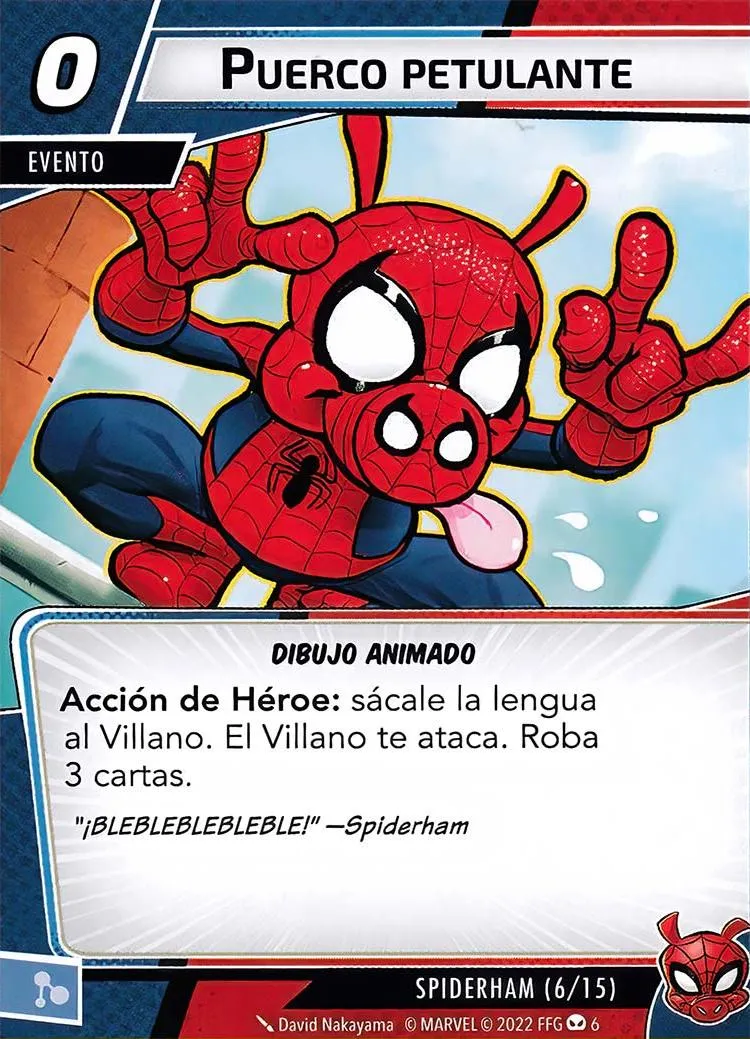 0
PUERCO PETULANTE
EVENTO
DIBUJO ANIMADO
Acción de Héroe: sácale la lengua
al Villano. El Villano te ataca. Roba
3 cartas.
"¡BLEBLEBLEBLEBLE!" —Spiderham
SPIDERHAM (6/15)
David Nakayama © MARVEL © 2022 FFG 6